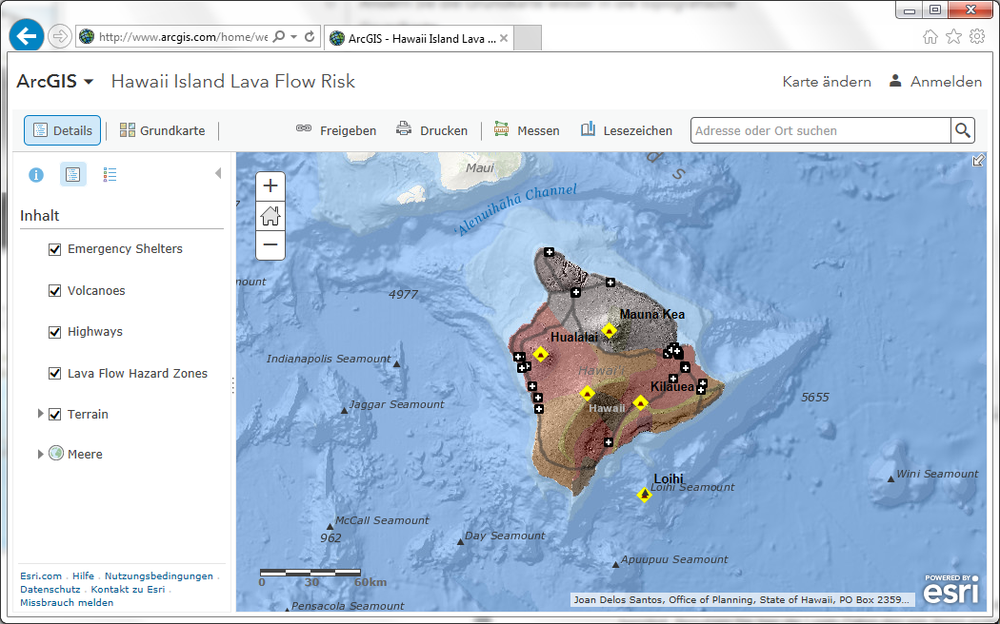 http://www.arcgis.com/home/we
ArcGIS - Hawaii Island Lava ...
ArcGIS
Hawaii Island Lava Flow Risk
Karte ändern
Anmelden
Details
Grundkarte
Freigeben
Drucken
Messen
Lesezeichen
Adresse oder Ort suchen
Inhalt
Emergency Shelters
Volcanoes
Highways
Lava Flow Hazard Zones
Terrain
Meere
Esri.com . Hilfe . Nutzungsbedingungen .
Datenschutz . Kontakt zu Esri .
Missbrauch melden
Maui
'Alenuihāhā Channel
mount
4977
Mauna Kea
Hualalai
Indianapolis Seamount
Hawai'i
Kilauea
Jaggar Seamount
Hawaii
5655
Loihi
Loihi Seamount
Wini Seamount
McCall Seamount
962
Day Seamount
Apuupuu Seamount
0 30 60km
Pensacola Seamount
Joan Delos Santos, Office of Planning, State of Hawaii, PO Box 2359...
POWERED BY
esri